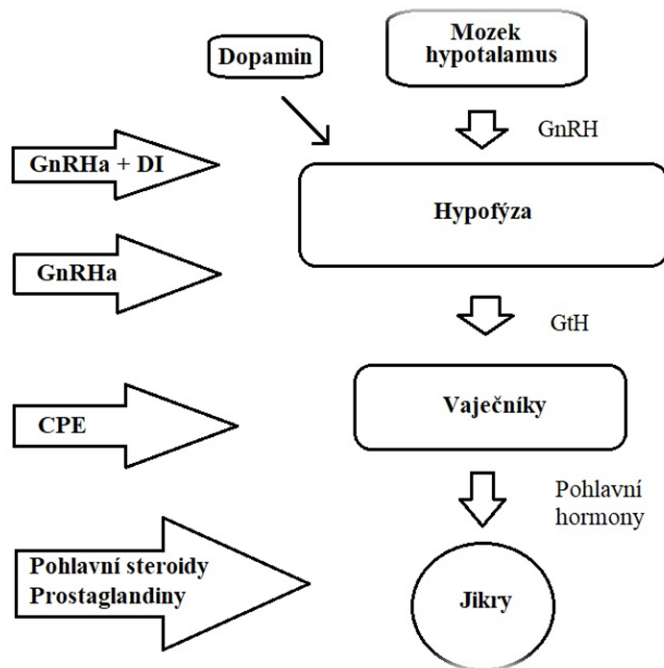 Mozek
hypotalamus
Dopamin
GnRH
GnRHa + DI
Hypofýza
GnRHa
GtH
Vaječníky
CPE
Pohlavní
hormony
Pohlavní steroidy
Prostaglandiny
Jikry